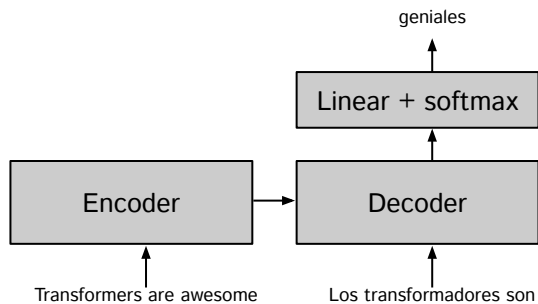 geniales
Linear + softmax
Encoder
Decoder
Transformers are awesome
Los transformadores son